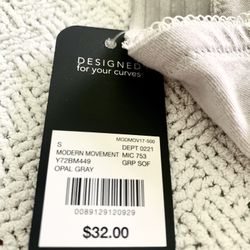 DESIGNED
for your curves
MODMOV17-500
S DEPT 0221
MODERN MOVEMENT MIC 753
Y72BM449 GRP SOF
OPAL GRAY
0089129120929
$32.00